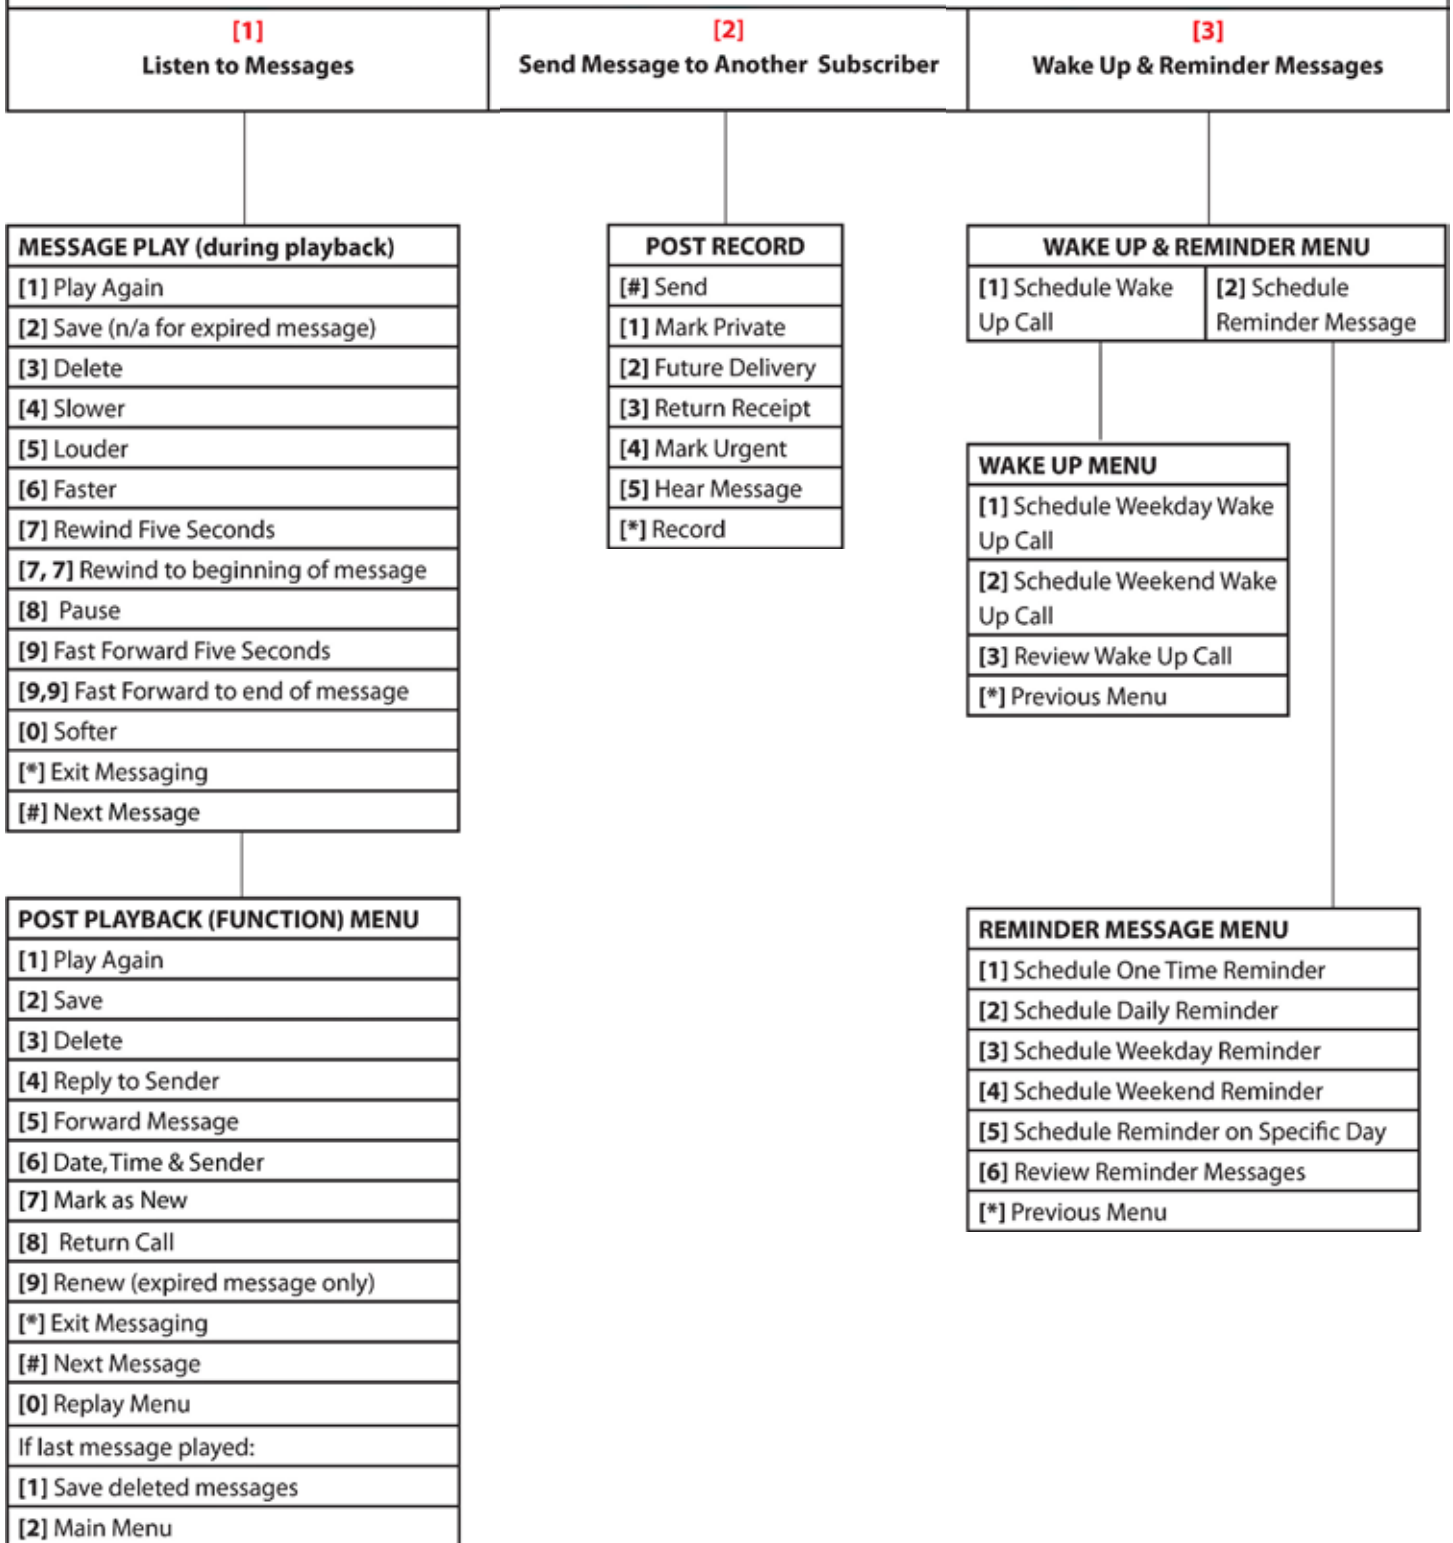 [1]
Listen to Messages
[2]
Send Message to Another Subscriber
[3]
Wake Up & Reminder Messages
MESSAGE PLAY (during playback)
[1] Play Again
[2] Save (n/a for expired message)
[3] Delete
[4] Slower
[5] Louder
[6] Faster
[7] Rewind Five Seconds
[7, 7] Rewind to beginning of message
[8] Pause
[9] Fast Forward Five Seconds
[9,9] Fast Forward to end of message
[0] Softer
[*] Exit Messaging
[#] Next Message
POST PLAYBACK (FUNCTION) MENU
[1] Play Again
[2] Save
[3] Delete
[4] Reply to Sender
[5] Forward Message
[6] Date, Time & Sender
[7] Mark as New
[8] Return Call
[9] Renew (expired message only)
[*] Exit Messaging
[#] Next Message
[0] Replay Menu
If last message played:
[1] Save deleted messages
[2] Main Menu
POST RECORD
[#] Send
[1] Mark Private
[2] Future Delivery
[3] Return Receipt
[4] Mark Urgent
[5] Hear Message
[*] Record
WAKE UP & REMINDER MENU
[1] Schedule Wake
Up Call
[2] Schedule
Reminder Message
WAKE UP MENU
[1] Schedule Weekday Wake
Up Call
[2] Schedule Weekend Wake
Up Call
[3] Review Wake Up Call
[*] Previous Menu
REMINDER MESSAGE MENU
[1] Schedule One Time Reminder
[2] Schedule Daily Reminder
[3] Schedule Weekday Reminder
[4] Schedule Weekend Reminder
[5] Schedule Reminder on Specific Day
[6] Review Reminder Messages
[*] Previous Menu